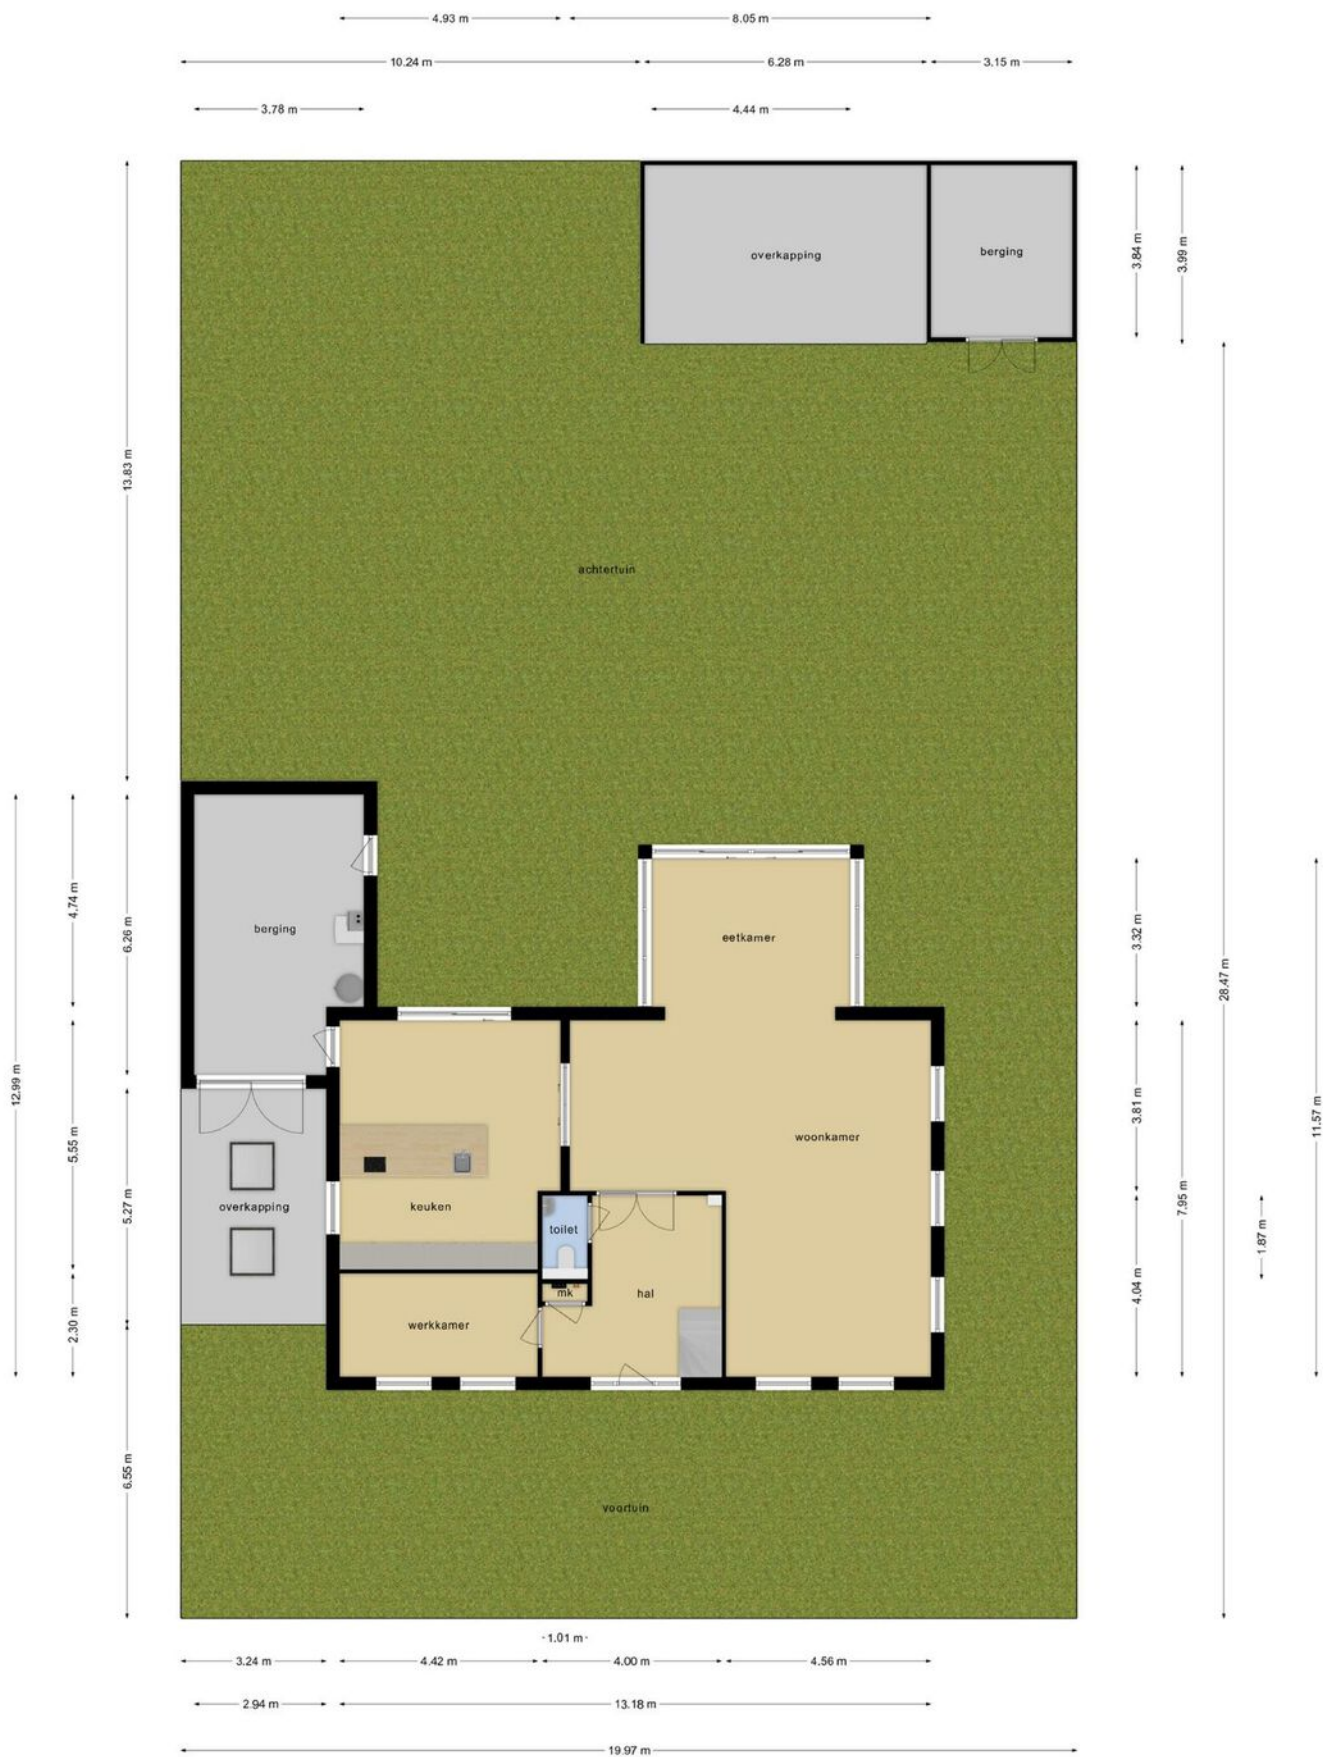 4.93 m 8.05 m
10.24 m 6.28 m 3.15 m
3.78 m 4.44 m
overkapping
berging
3.84 m
3.99 m
13.83 m
achtertuin
28.47 m
12.99 m
4.74 m
6.26 m
berging
eetkamer
3.32 m
11.57 m
5.55 m
5.27 m
woonkamer
3.81 m
7.95 m
overkapping
keuken
toilet
1.87 m
mk
hal
4.04 m
2.30 m
werkkamer
6.55 m
voortuin
1.01 m
3.24 m 4.42 m 4.00 m 4.56 m
2.94 m 13.18 m
19.97 m